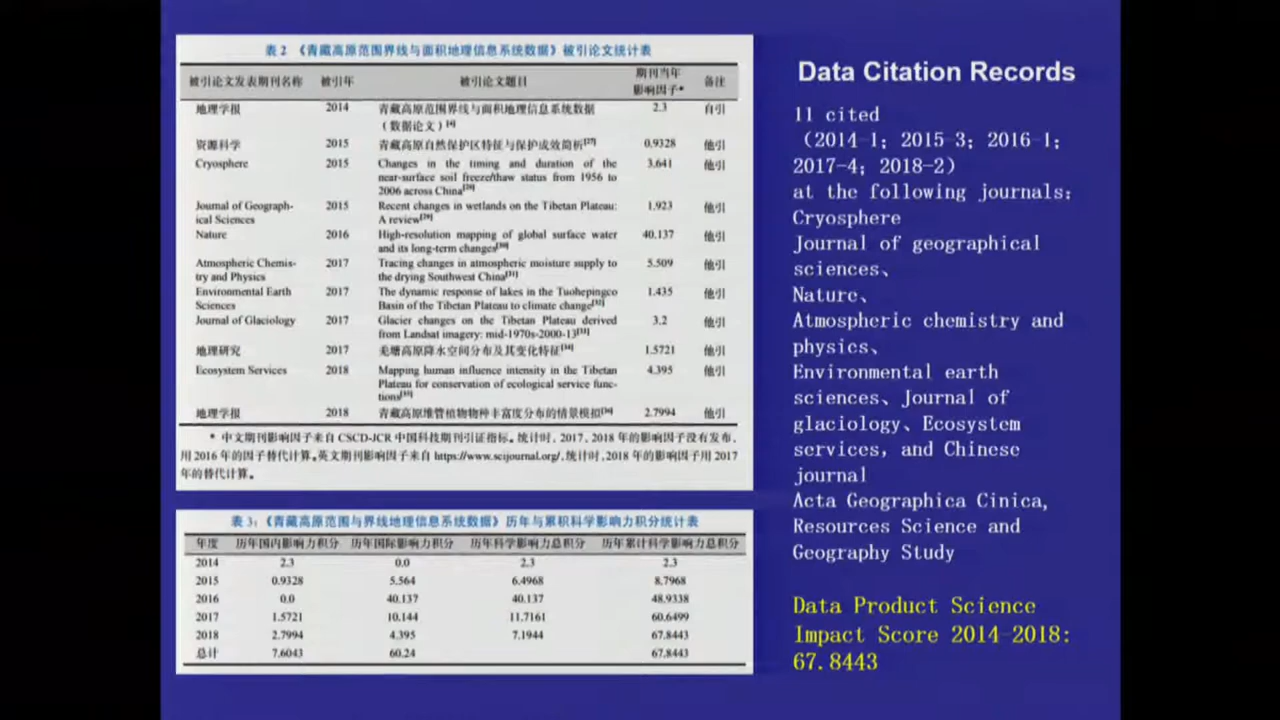 表 2 《青藏高原范围界线与面积地理信息系统数据》被引论文统计表
被引论文发表期刊名称 被引年 被引论文题目 期刊当年影响因子* 备注
地理学报 2014 青藏高原范围界线与面积地理信息系统数据 2.3 自引
（数据论文）[4]
资源科学 2015 青藏高原自然保护区特征与保护成效简析[27] 0.9328 他引
Cryosphere 2015 Changes in the timing and duration of the 3.641 他引
near-surface soil freeze/thaw status from 1956 to
2006 across China[28]
Journal of Geograph- 2015 Recent changes in wetlands on the Tibetan Plateau: 1.923 他引
ical Sciences A review[29]
Nature 2016 High-resolution mapping of global surface water 40.137 他引
and its long-term changes[30]
Atmospheric Chemis- 2017 Tracing changes in atmospheric moisture supply to 5.509 他引
try and Physics the drying Southwest China[31]
Environmental Earth 2017 The dynamic response of lakes in the Tuohepingco 1.435 他引
Sciences Basin of the Tibetan Plateau to climate change[32]
Journal of Glaciology 2017 Glacier changes on the Tibetan Plateau derived 3.2 他引
from Landsat imagery: mid-1970s-2000-13[33]
地理研究 2017 羌塘高原降水空间分布及其变化特征[34] 1.5721 他引
Ecosystem Services 2018 Mapping human influence intensity in the Tibetan 4.395 他引
Plateau for conservation of ecological service func-
tions[35]
地理学报 2018 青藏高原维管植物物种丰富度分布的情景模拟[36] 2.7994 他引
* 中文期刊影响因子来自 CSCD-JCR 中国科技期刊引证指标。统计时，2017、2018 年的影响因子没有发布，
用 2016 年的因子替代计算。英文期刊影响因子来自 https://www.scijournal.org/，统计时，2018 年的影响因子用 2017
年的替代计算。
表 3：《青藏高原范围与界线地理信息系统数据》历年与累积科学影响力积分统计表
年度 历年国内影响力积分 历年国际影响力积分 历年科学影响力总积分 历年累计科学影响力总积分
2014 2.3 0.0 2.3 2.3
2015 0.9328 5.564 6.4968 8.7968
2016 0.0 40.137 40.137 48.9338
2017 1.5721 10.144 11.7161 60.6499
2018 2.7994 4.395 7.1944 67.8443
总计 7.6043 60.24 67.8443
Data Citation Records
11 cited
（2014-1；2015-3；2016-1；
2017-4；2018-2）
at the following journals：
Cryosphere
Journal of geographical
sciences、
Nature、
Atmospheric chemistry and
physics、
Environmental earth
sciences、Journal of
glaciology、Ecosystem
services, and Chinese
journal
Acta Geographica Cinica,
Resources Science and
Geography Study
Data Product Science
Impact Score 2014-2018:
67.8443